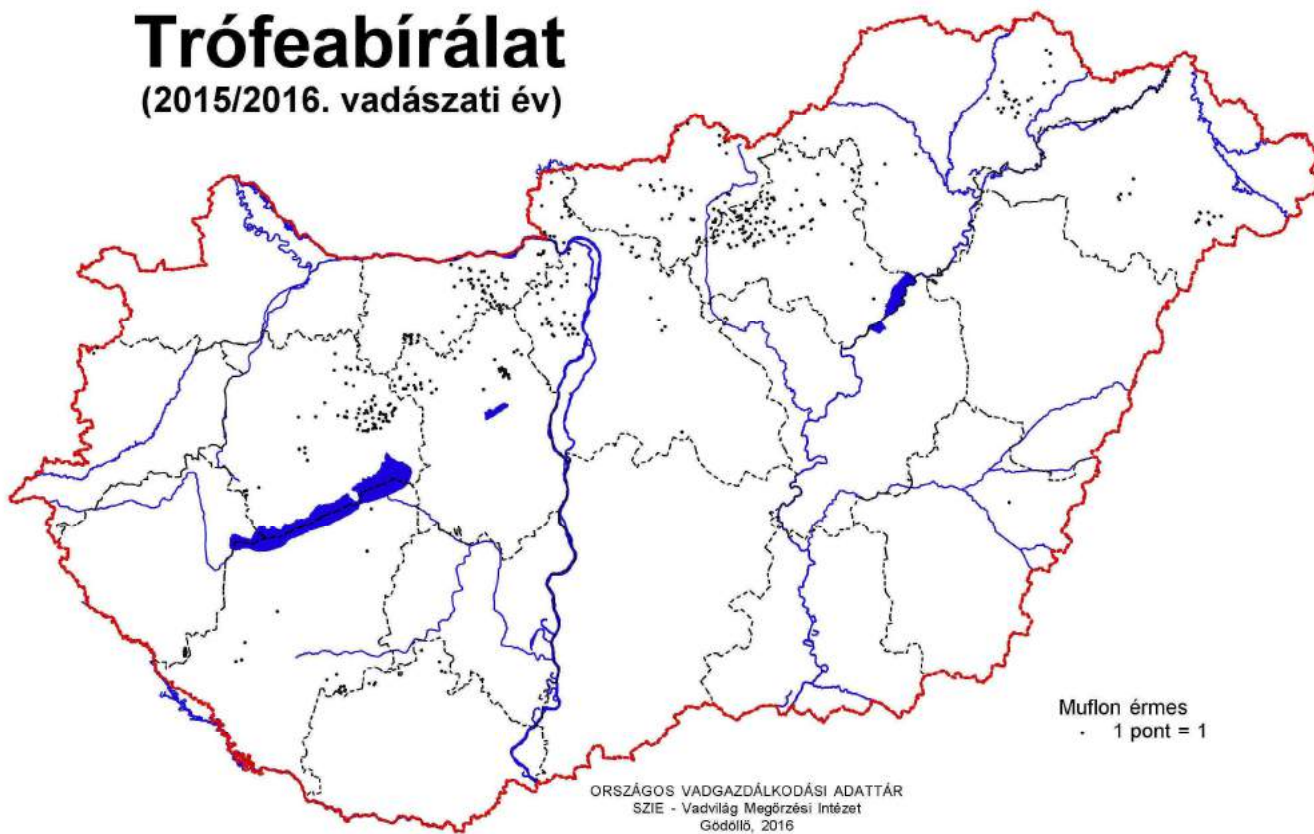 Trófeabírálat
(2015/2016. vadászati év)
Muflon érmes
1 pont = 1
ORSZÁGOS VADGAZDÁLKODÁSI ADATTÁR
SZIE - Vadvilág Megőrzési Intézet
Gödöllő, 2016